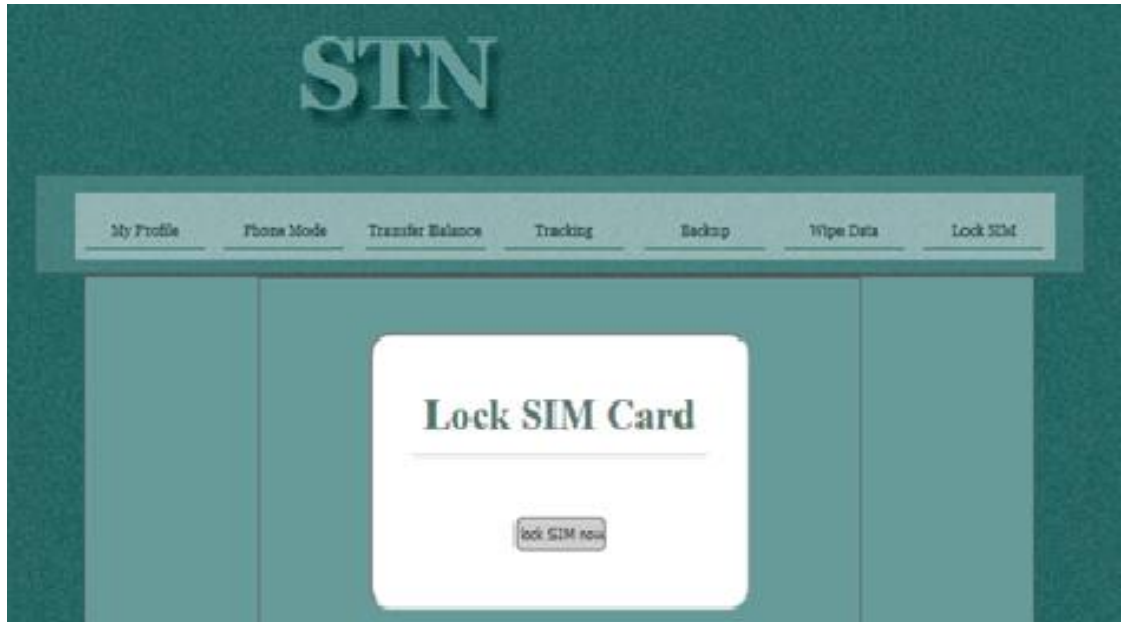 STN
My Profile Phone Mode Transfer Balance Tracking Backup Wipe Data Lock SIM
Lock SIM Card
lock SIM now